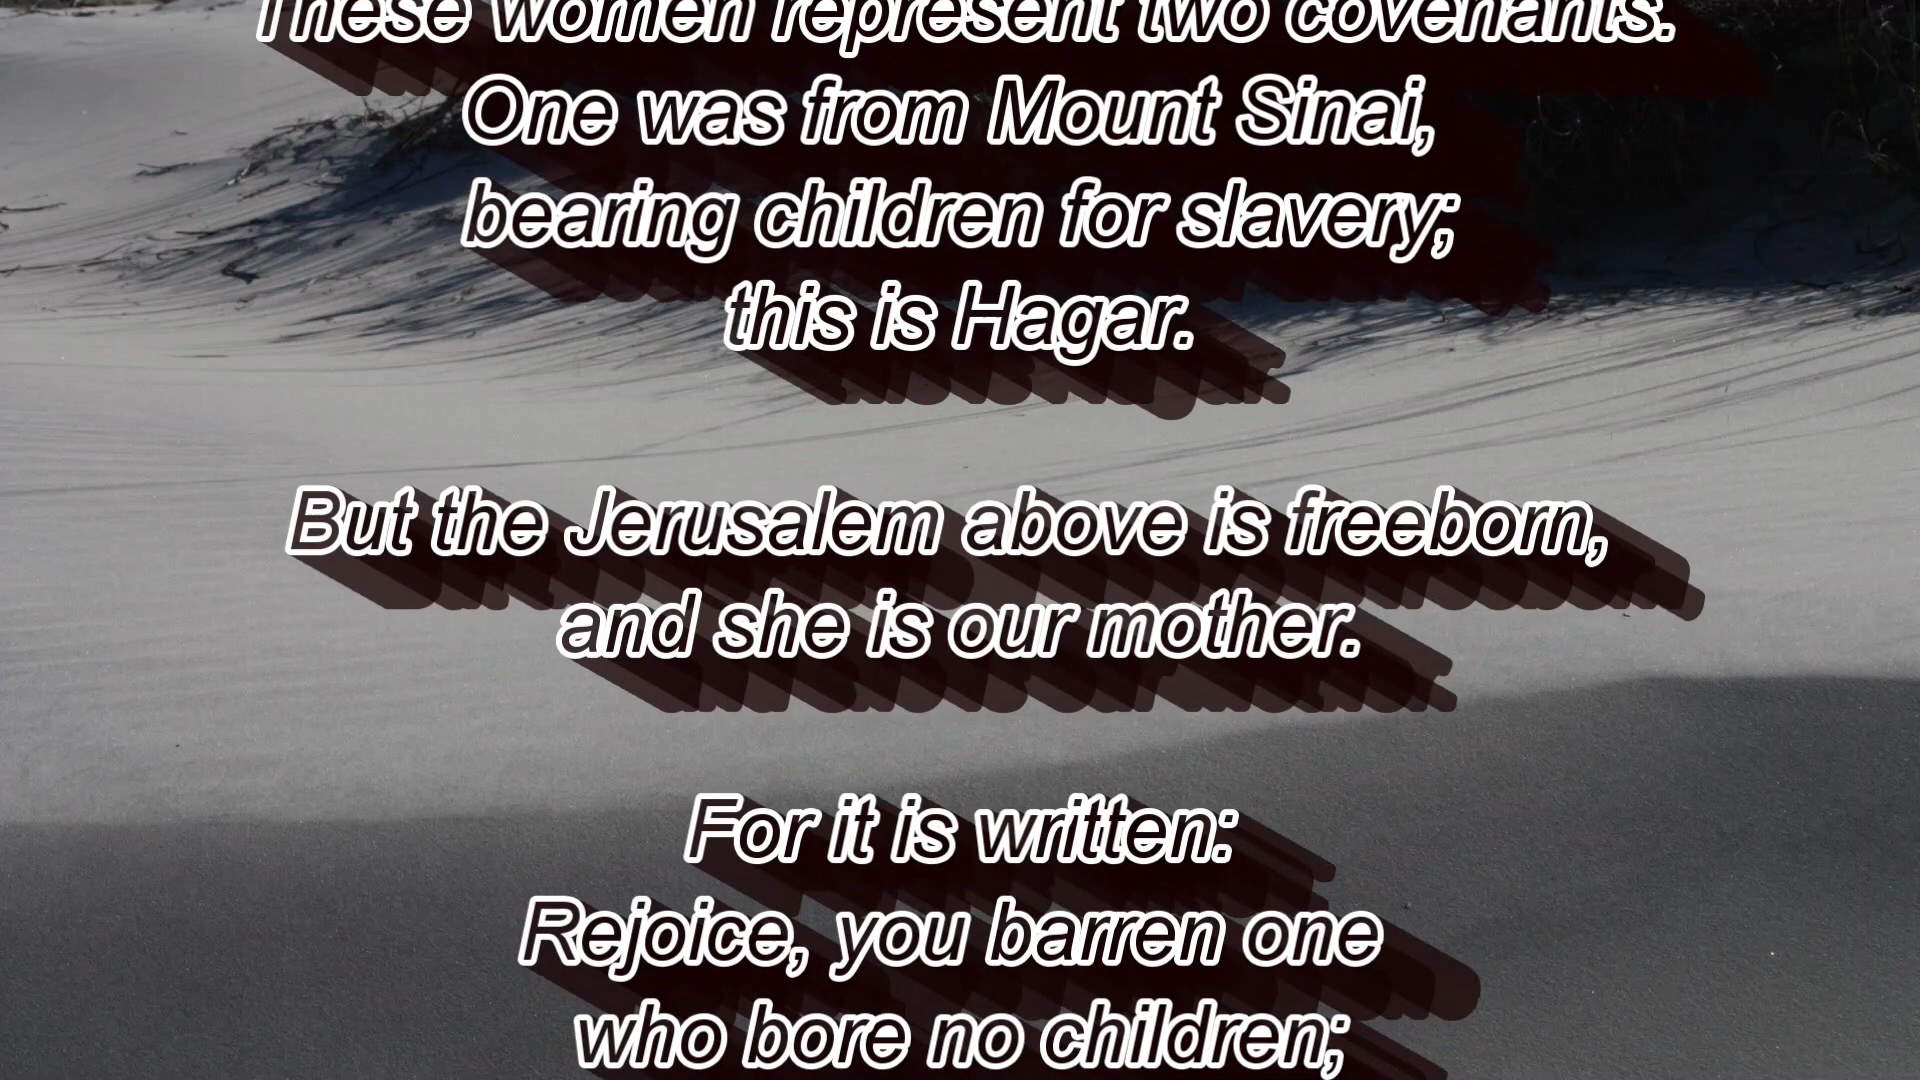 These women represent two covenants.
One was from Mount Sinai,
bearing children for slavery;
this is Hagar.
But the Jerusalem above is freeborn,
and she is our mother.
For it is written:
Rejoice, you barren one
who bore no children;